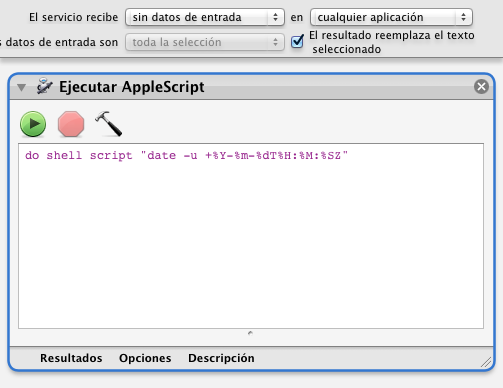 El servicio recibe sin datos de entrada en cualquier aplicación
s datos de entrada son toda la selección El resultado reemplaza el texto
seleccionado
Ejecutar AppleScript
do shell script "date -u +%Y-%m-%dT%H:%M:%SZ"
Resultados Opciones Descripción